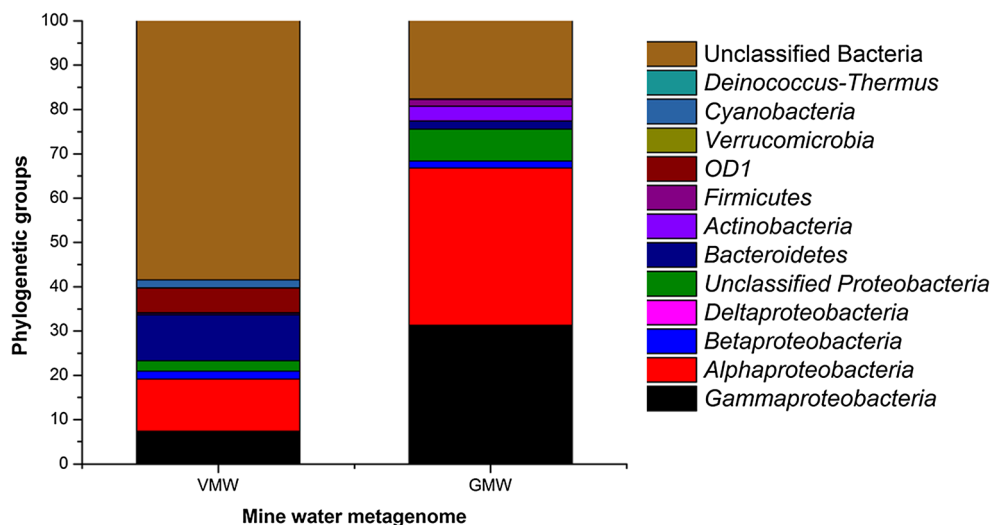 Phylogenetic groups
100
90
80
70
60
50
40
30
20
10
0
VMW
GMW
Mine water metagenome
Unclassified Bacteria
Deinococcus-Thermus
Cyanobacteria
Verrucomicrobia
OD1
Firmicutes
Actinobacteria
Bacteroidetes
Unclassified Proteobacteria
Deltaproteobacteria
Betaproteobacteria
Alphaproteobacteria
Gammaproteobacteria